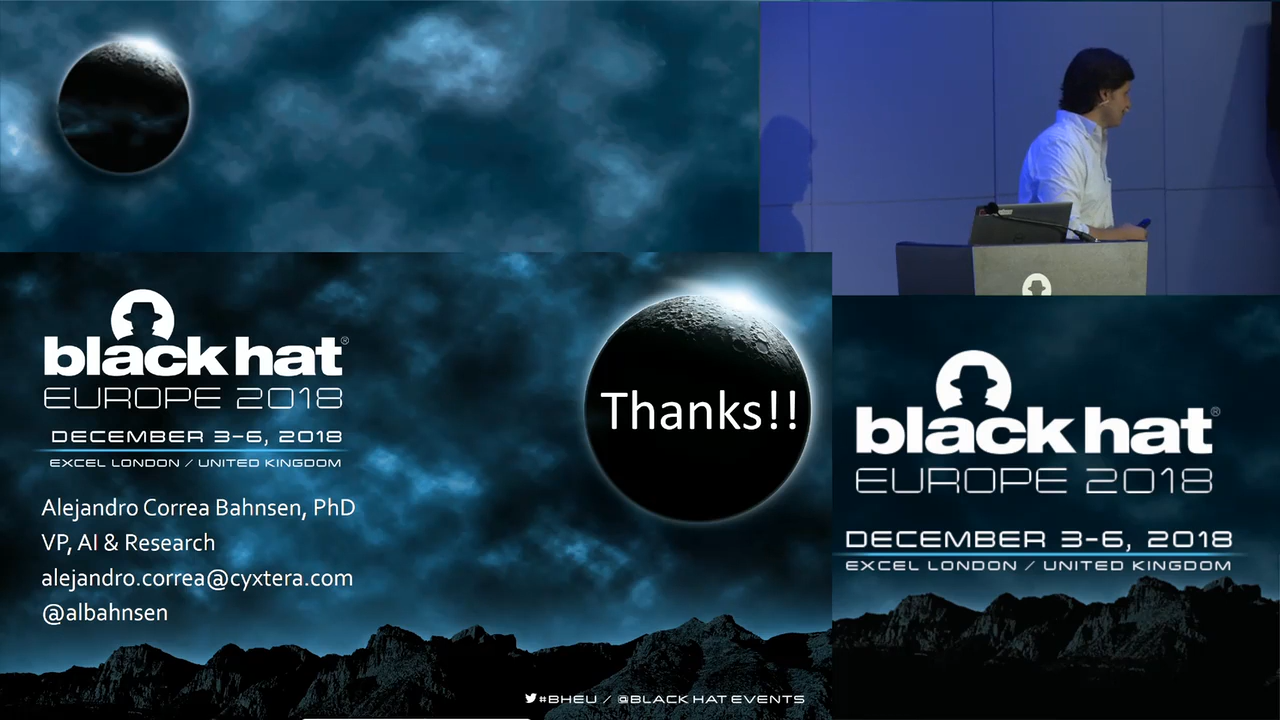 black hat®
EUROPE 2018
DECEMBER 3-6, 2018
EXCEL LONDON / UNITED KINGDOM
Alejandro Correa Bahnsen, PhD
VP, AI & Research
alejandro.correa@cyxtera.com
@albahnsen
Thanks!!
#BHEU / @BLACK HAT EVENTS
black hat®
EUROPE 2018
DECEMBER 3-6, 2018
EXCEL LONDON / UNITED KINGDOM